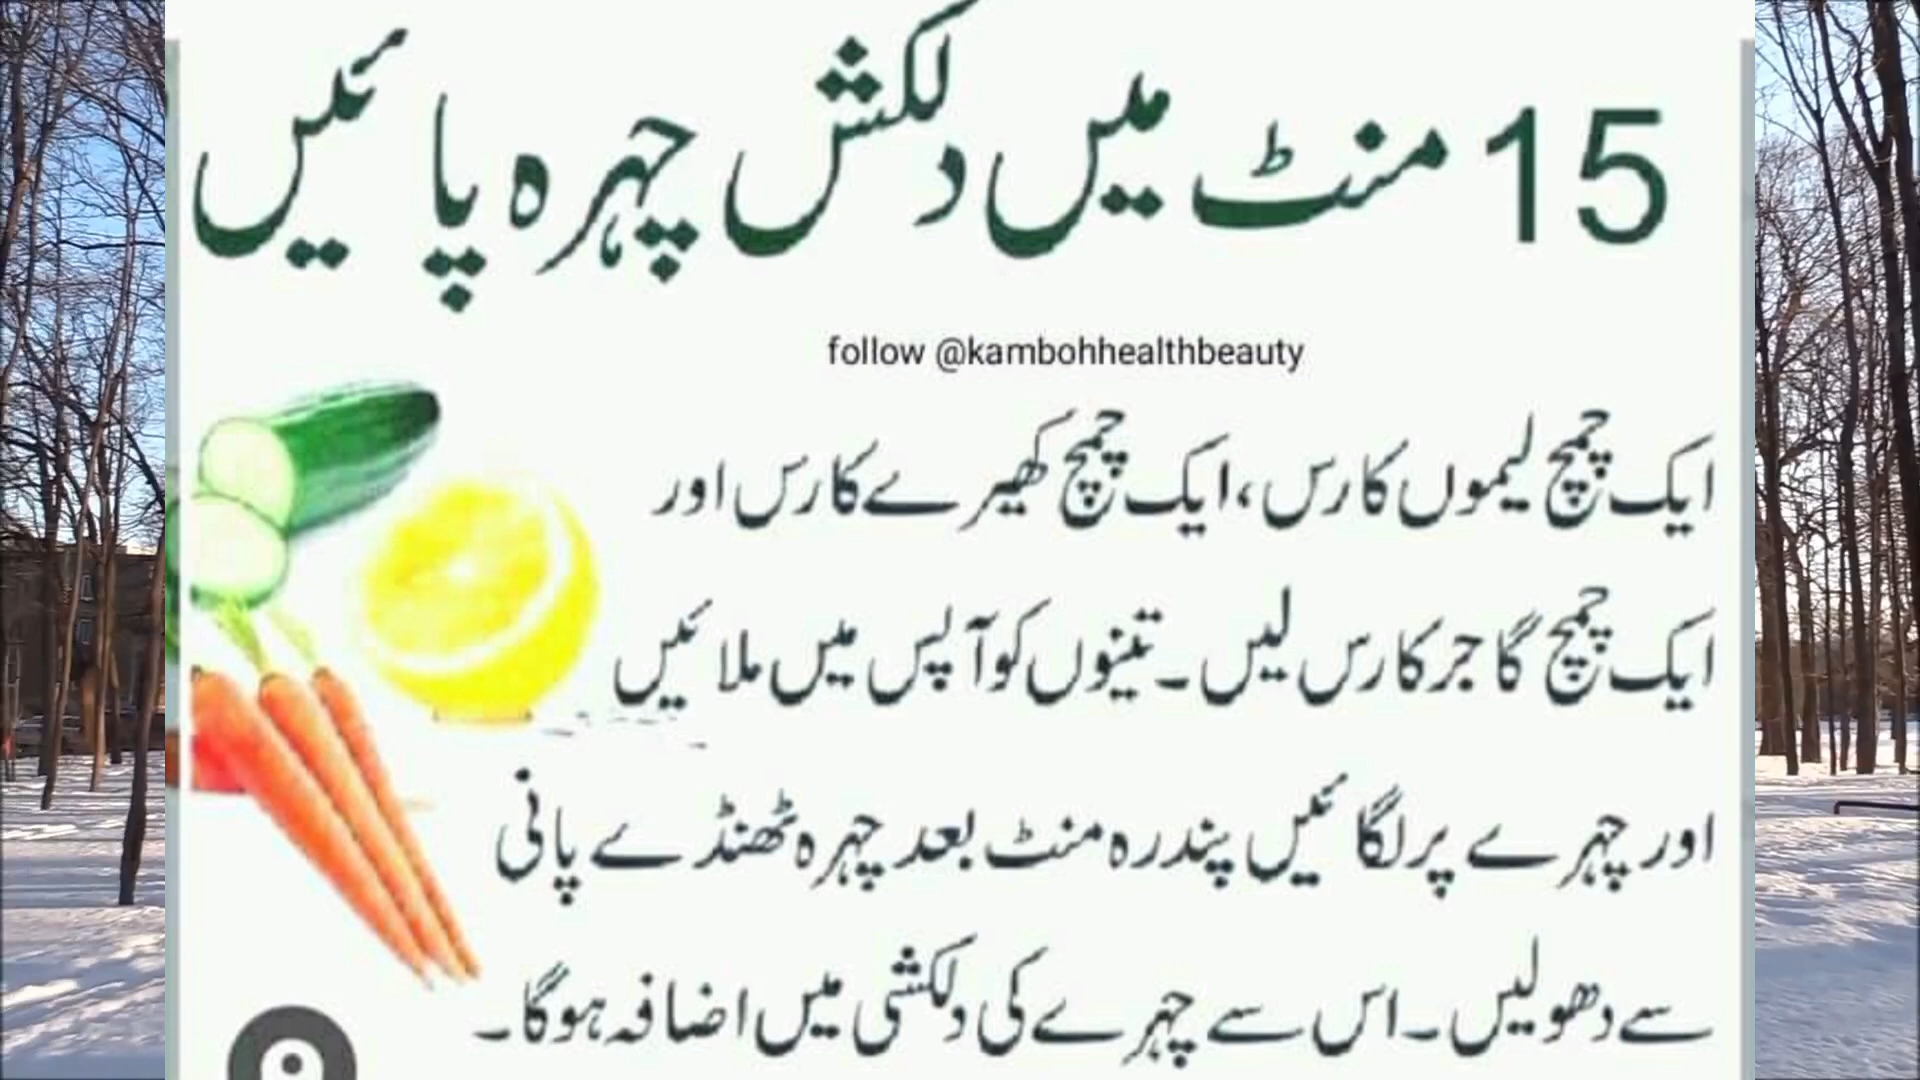 15 منٹ میں دلکش چہرہ پائیں
follow @kambohhealthbeauty
ایک چمچ لیموں کا رس، ایک چمچ کھیرے کا رس اور
ایک چمچ گاجر کا رس لیں۔ تینوں کو آپس میں ملائیں
اور چہرے پر لگائیں پندرہ منٹ بعد چہرہ ٹھنڈے پانی
سے دھولیں۔ اس سے چہرے کی دلکشی میں اضافہ ہوگا۔